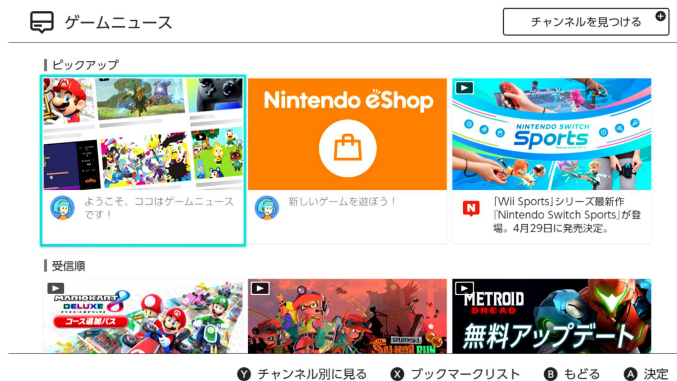 ゲームニュース
チャンネルを見つける
ピックアップ
Nintendo eShop
NINTENDO SWITCH
Sports
ようこそ、ココはゲームニュース
です！
新しいゲームを遊ぼう！
N
「Wii Sports」シリーズ最新作
『Nintendo Switch Sports』が登
場。4月29日に発売決定。
受信順
MARIOKART
DELUXE 8
コース追加パス
SALMON RUN
METROID
DREAD
無料アップデート
Y チャンネル別に見る
X ブックマークリスト
B もどる
A 決定